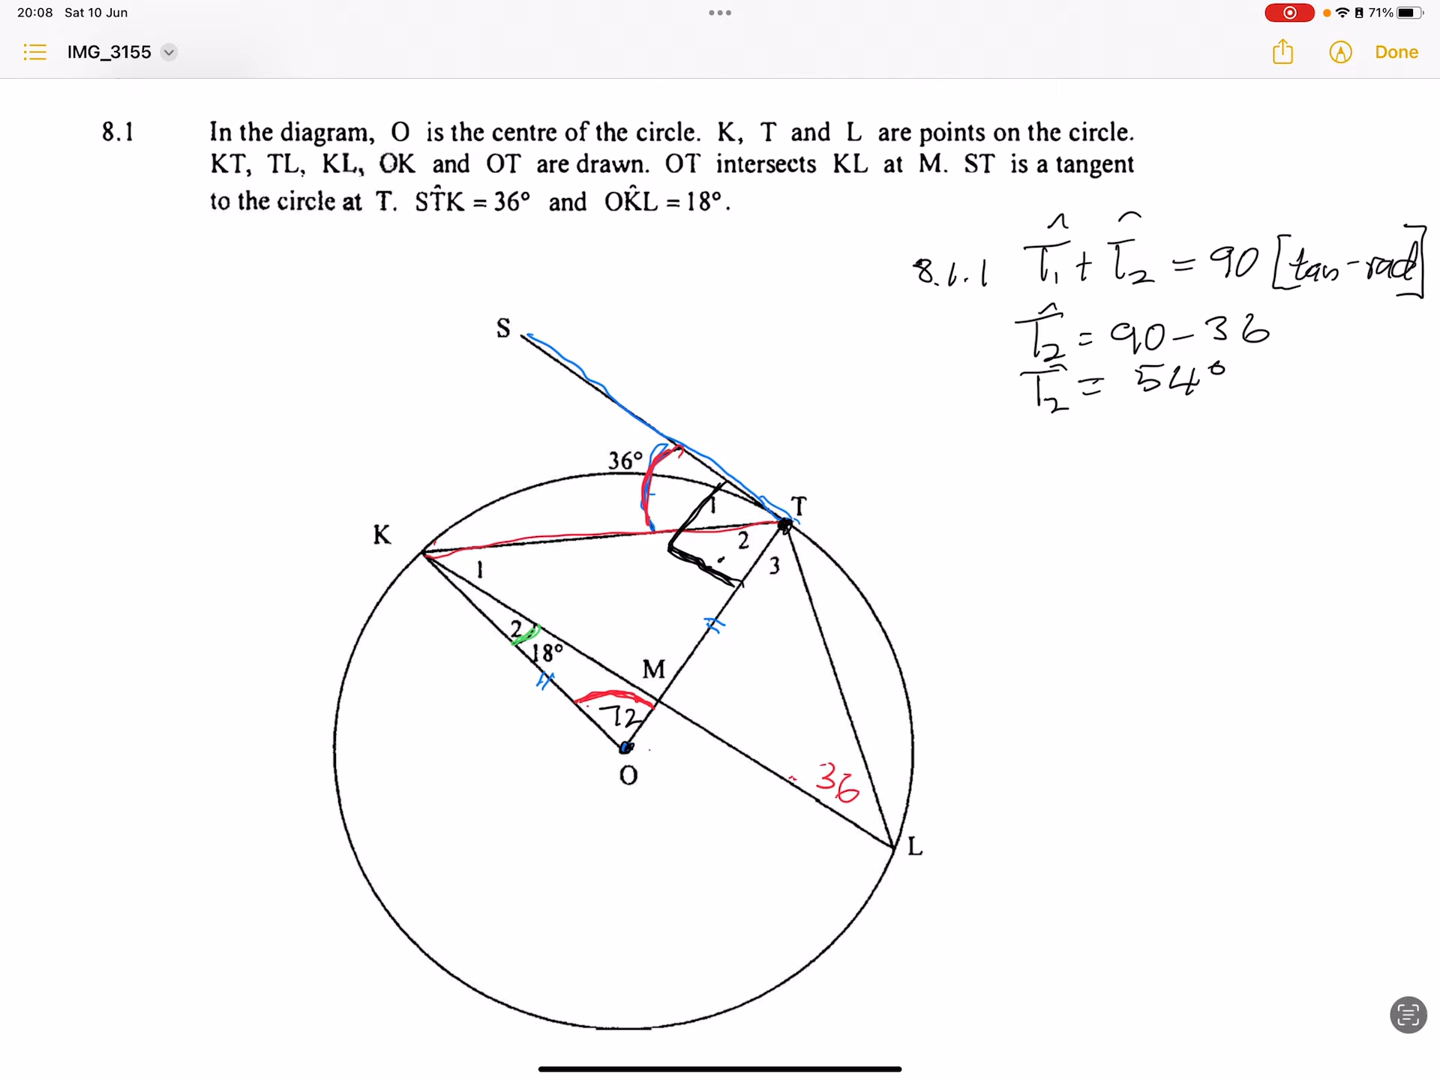 20:08 Sat 10 Jun
71%
IMG_3155
Done
8.1 In the diagram, O is the centre of the circle. K, T and L are points on the circle.
KT, TL, KL, OK and OT are drawn. OT intersects KL at M. ST is a tangent
to the circle at T. ST̂K = 36° and OK̂L = 18°.
8.1.1 T̂₁ + T̂₂ = 90 [tan-rad]
T̂₂ = 90 - 36
T̂₂ = 54°
S
36°
T
1
K
2
3
1
2
18°
M
72
O
36
L